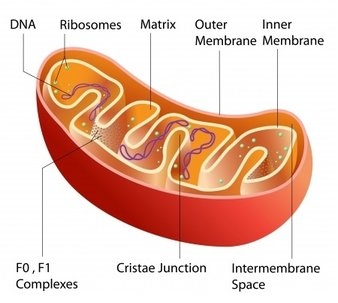 DNA
Ribosomes
Matrix
Outer
Membrane
Inner
Membrane
F0 , F1
Complexes
Cristae Junction
Intermembrane
Space